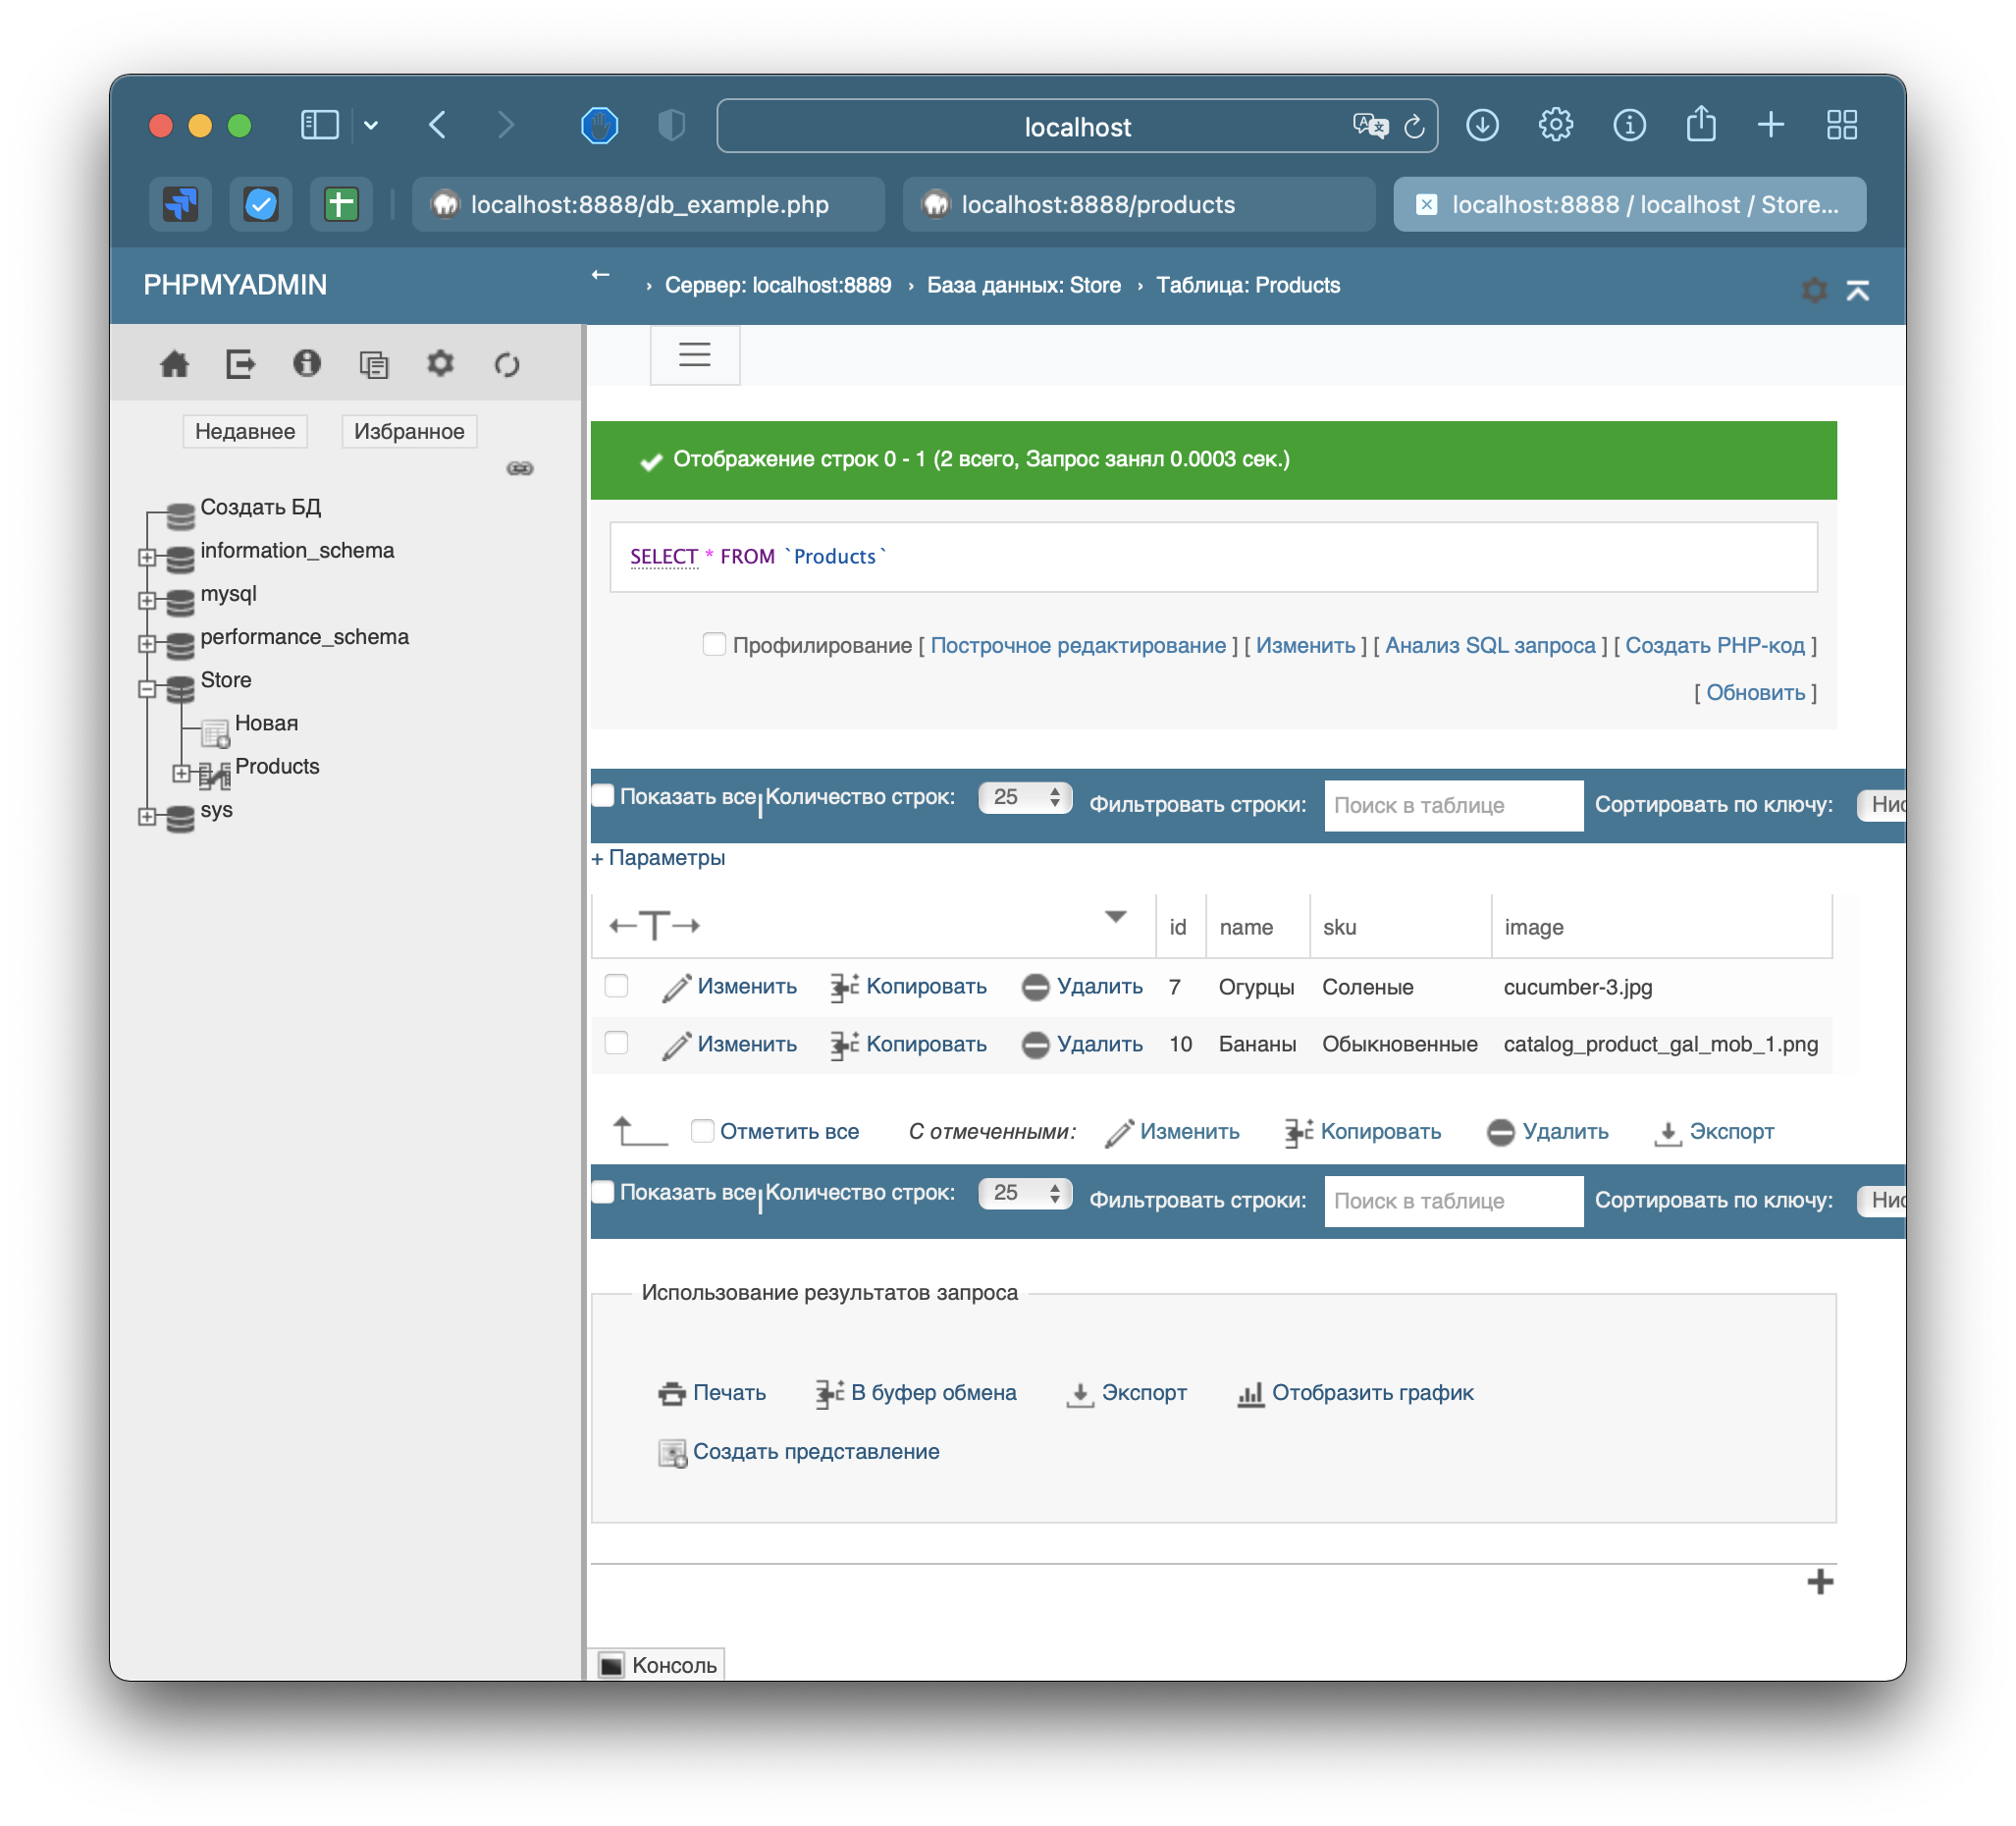 localhost
localhost:8888/db_example.php
localhost:8888/products
localhost:8888 / localhost / Store...
PHPMYADMIN
← › Сервер: localhost:8889 › База данных: Store › Таблица: Products
Недавнее Избранное
Создать БД
information_schema
mysql
performance_schema
Store
Новая
Products
sys
Отображение строк 0 - 1 (2 всего, Запрос занял 0.0003 сек.)
SELECT * FROM `Products`
Профилирование [ Построчное редактирование ] [ Изменить ] [ Анализ SQL запроса ] [ Создать PHP-код ]
[ Обновить ]
Показать все | Количество строк: 25 Фильтровать строки: Поиск в таблице Сортировать по ключу: Нис
+ Параметры
←T→ id name sku image
Изменить Копировать Удалить 7 Огурцы Соленые cucumber-3.jpg
Изменить Копировать Удалить 10 Бананы Обыкновенные catalog_product_gal_mob_1.png
Отметить все С отмеченными: Изменить Копировать Удалить Экспорт
Показать все | Количество строк: 25 Фильтровать строки: Поиск в таблице Сортировать по ключу: Нис
Использование результатов запроса
Печать В буфер обмена Экспорт Отобразить график
Создать представление
Консоль